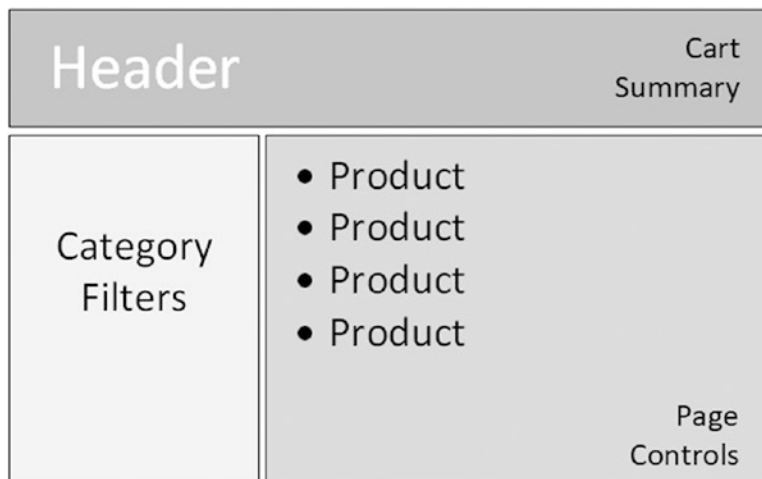 Header
Cart
Summary
Category
Filters
• Product
• Product
• Product
• Product
Page
Controls